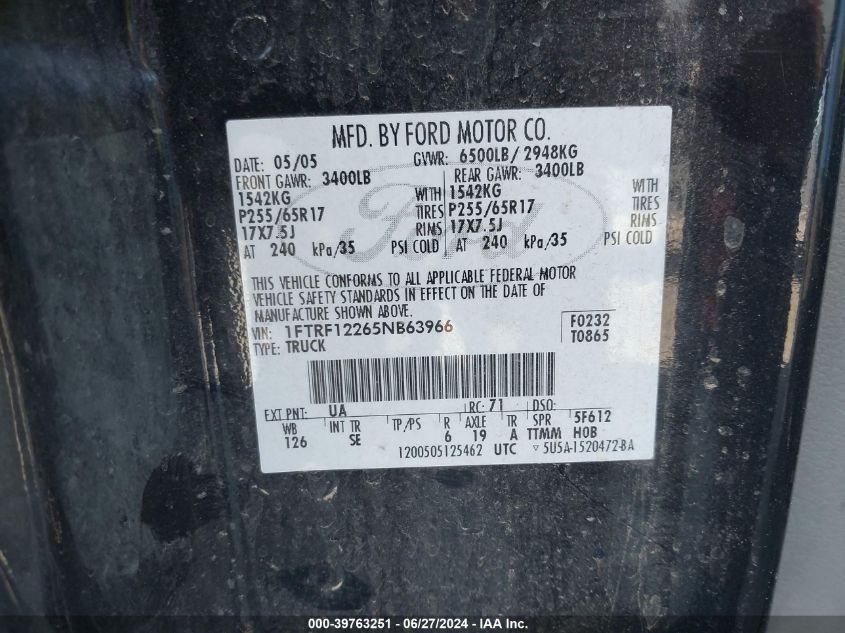 MFD. BY FORD MOTOR CO.
DATE: 05/05 GVWR: 6500LB/ 2948KG
FRONT GAWR: 3400LB REAR GAWR: 3400LB
1542KG WITH 1542KG WITH
P255/65R17 TIRES P255/65R17 TIRES
17X7.5J RIMS 17X7.5J RIMS
AT 240 kPa/35 PSI COLD AT 240 kPa/35 PSI COLD
Ford
THIS VEHICLE CONFORMS TO ALL APPLICABLE FEDERAL MOTOR
VEHICLE SAFETY STANDARDS IN EFFECT ON THE DATE OF
MANUFACTURE SHOWN ABOVE.
VIN: 1FTRF12265NB63966 F0232
TYPE: TRUCK T0865
EXT PNT: UA RC: 71 DSO:
WB INT TR TP/PS R AXLE TR SPR 5F612
126 SE 6 19 A TTMM HOB
1200505125462 UTC ▽ 5U5A-1520472-BA
000-39763251 - 06/27/2024 - IAA, Inc.